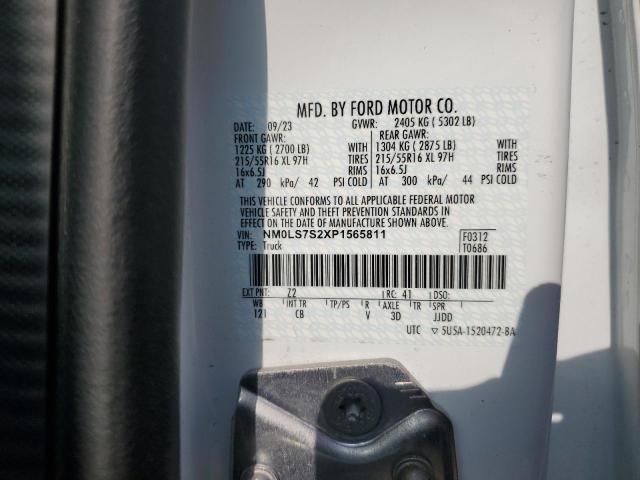 MFD. BY FORD MOTOR CO.
DATE: 09/23 GVWR: 2405 KG ( 5302 LB)
FRONT GAWR: REAR GAWR:
1225 KG ( 2700 LB) WITH 1304 KG ( 2875 LB) WITH
215/55R16 XL 97H TIRES 215/55R16 XL 97H TIRES
16x6.5J RIMS 16x6.5J RIMS
AT 290 kPa/ 42 PSI COLD AT 300 kPa/ 44 PSI COLD
THIS VEHICLE CONFORMS TO ALL APPLICABLE FEDERAL MOTOR
VEHICLE SAFETY AND THEFT PREVENTION STANDARDS IN
EFFECT ON THE DATE OF MANUFACTURE SHOWN ABOVE.
VIN: NM0LS7S2XP1565811 F0312
TYPE: Truck T0686
EXT PNT: Z2 RC: 41 DSO:
WB INT TR TP/PS R AXLE TR SPR
121 CB V 3D JJDD
UTC ▽5U5A-1520472-8A